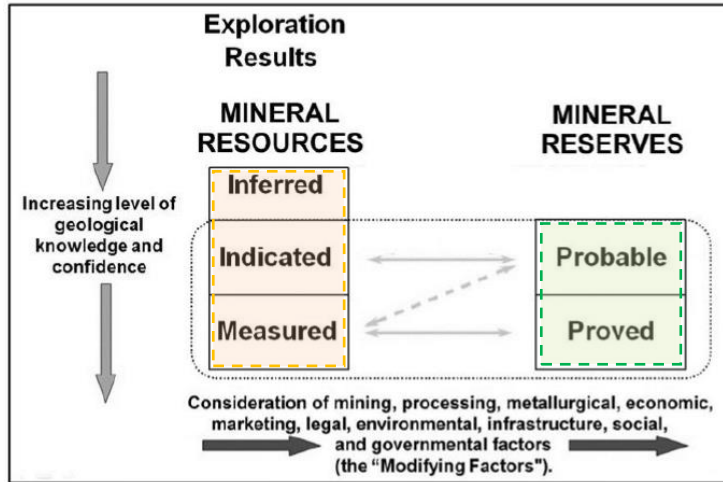 Exploration
Results
MINERAL
RESOURCES
MINERAL
RESERVES
Increasing level of
geological
knowledge and
confidence
Inferred
Indicated
Measured
Probable
Proved
Consideration of mining, processing, metallurgical, economic,
marketing, legal, environmental, infrastructure, social,
and governmental factors
(the “Modifying Factors").